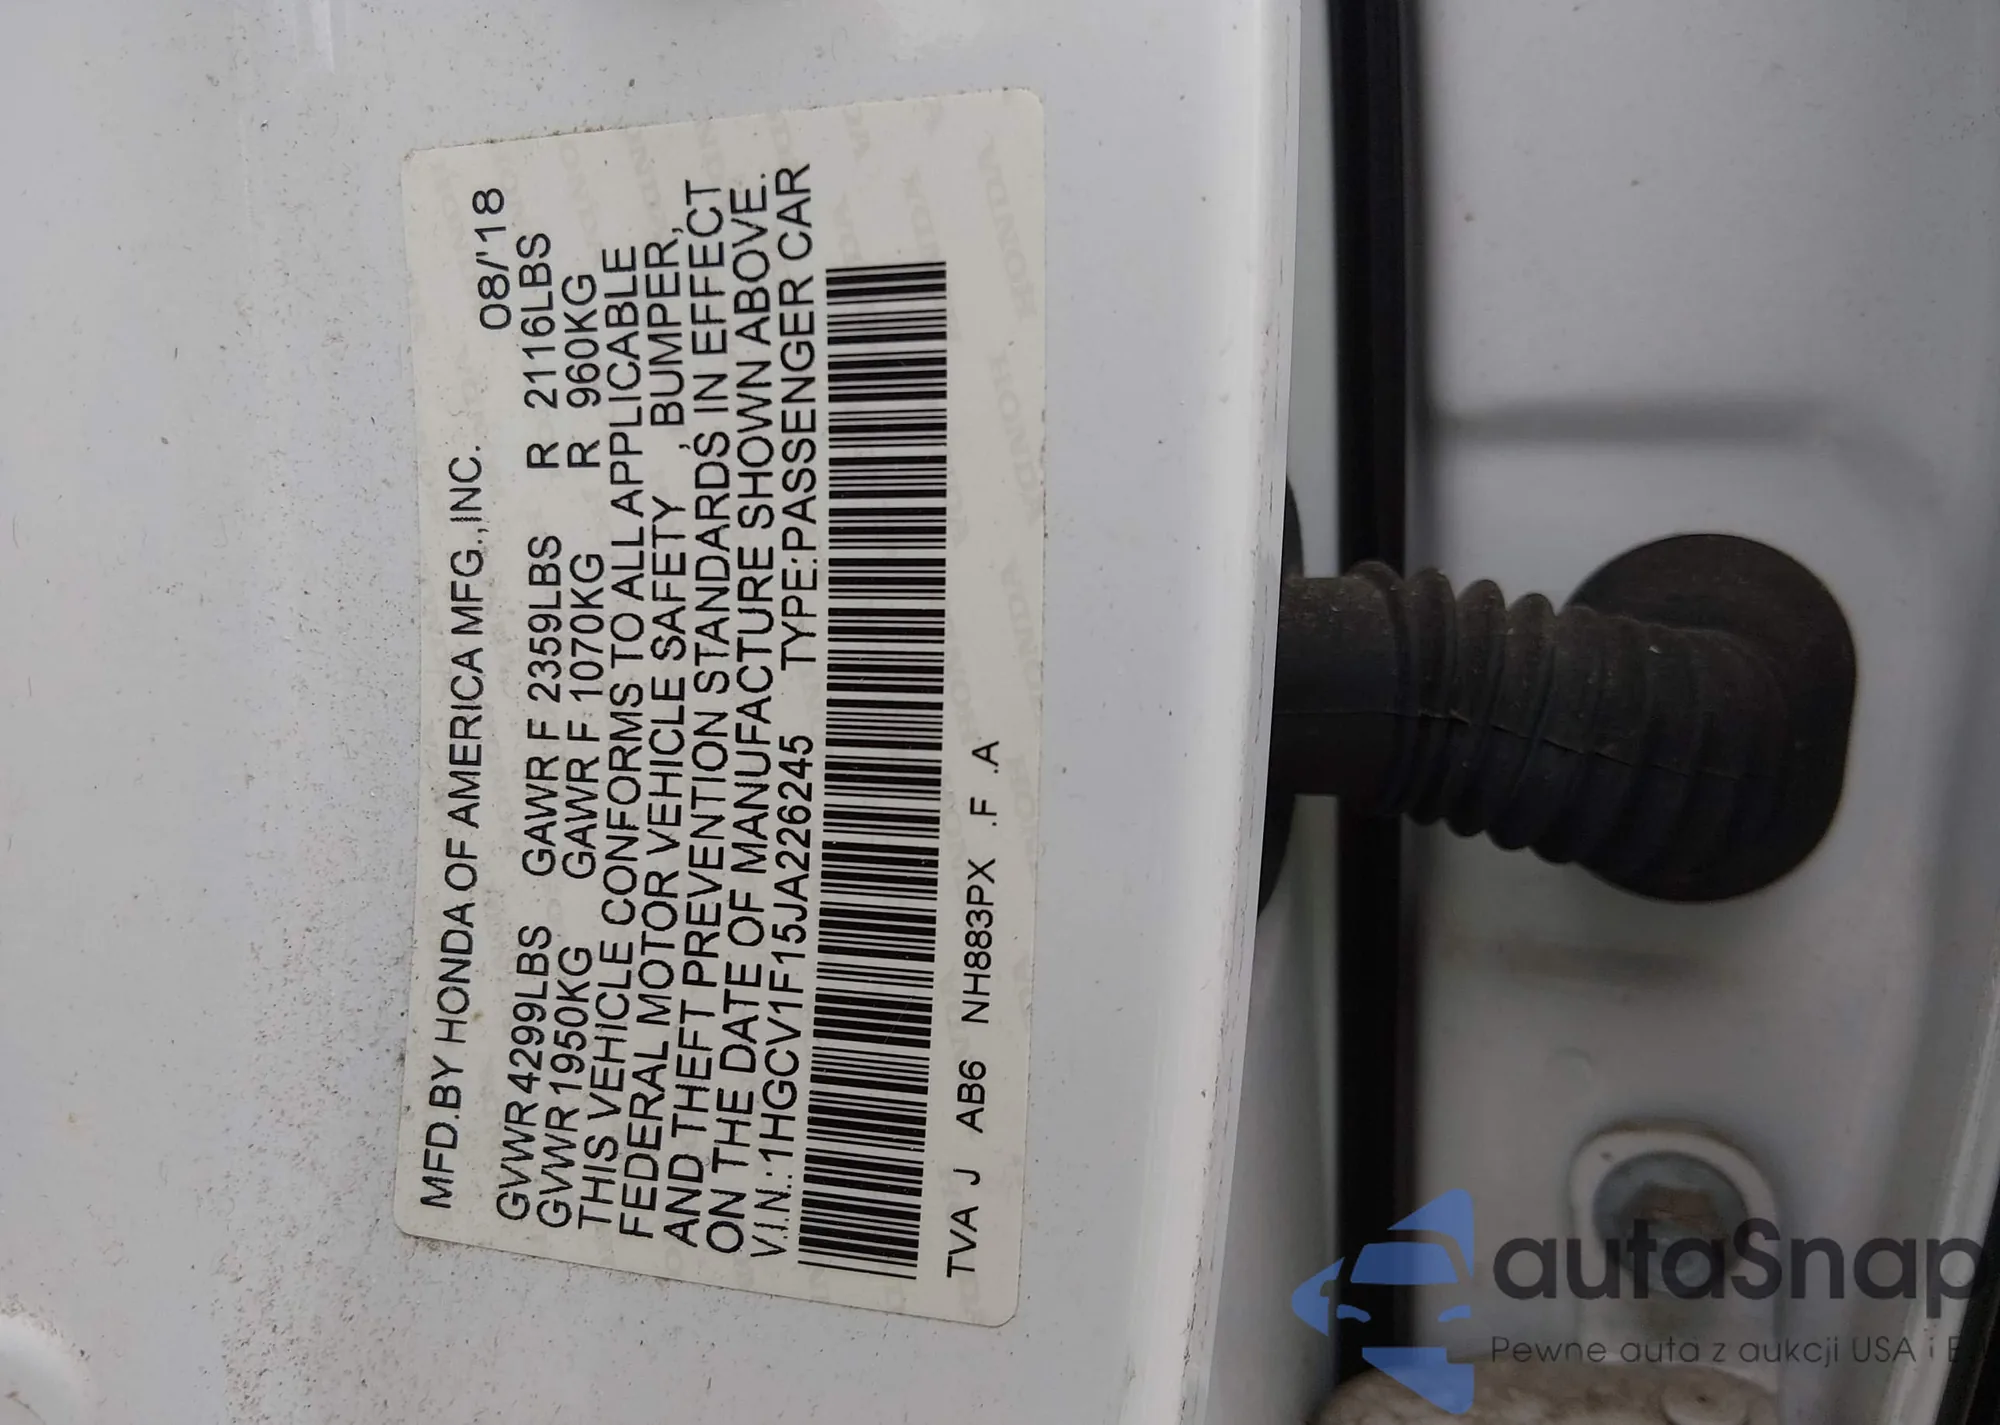 MFD.BY HONDA OF AMERICA MFG.,INC. 08/'18
GVWR 4299LBS GAWR F 2359LBS R 2116LBS
GVWR 1950KG GAWR F 1070KG R 960KG
THIS VEHICLE CONFORMS TO ALL APPLICABLE
FEDERAL MOTOR VEHICLE SAFETY , BUMPER,
AND THEFT PREVENTION STANDARDS IN EFFECT
ON THE DATE OF MANUFACTURE SHOWN ABOVE.
V.I.N.:1HGCV1F15JA226245 TYPE:PASSENGER CAR
TVA J AB6 NH883PX .F .A
autaSnap
Pewne auta z aukcji USA i